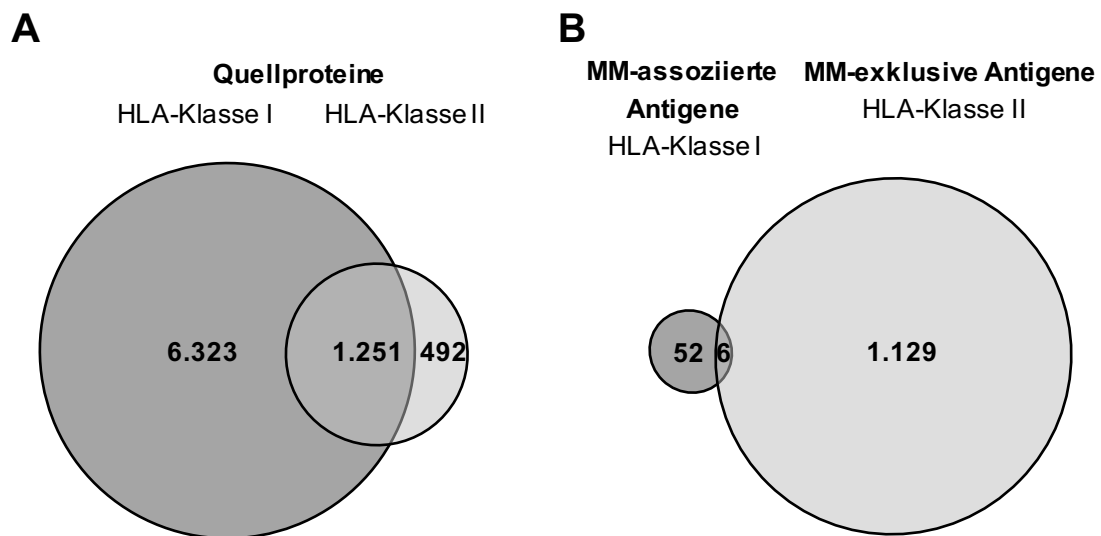 A
Quellproteine
HLA-Klasse I HLA-Klasse II
6.323 1.251 492
B
MM-assoziierte
Antigene
HLA-Klasse I
MM-exklusive Antigene
HLA-Klasse II
52 6 1.129